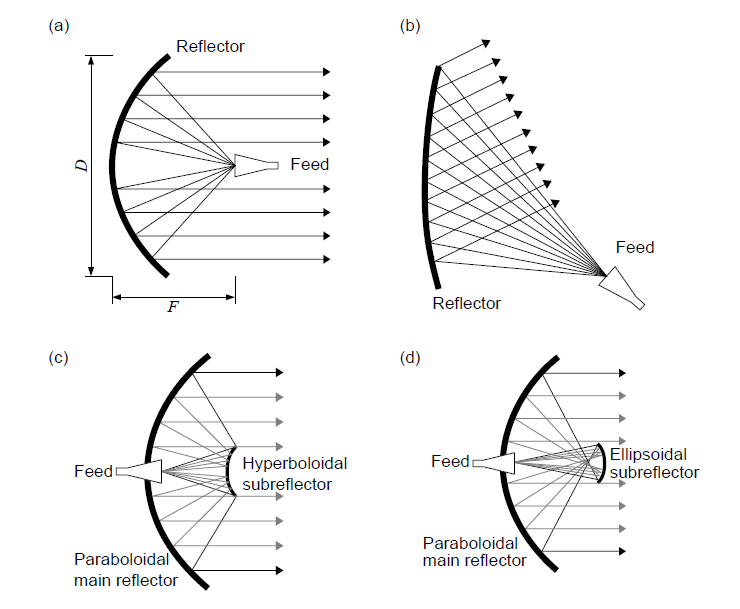 (a)
Reflector
D
Feed
F
(b)
Feed
Reflector
(c)
Feed
Hyperboloidal
subreflector
Paraboloidal
main reflector
(d)
Feed
Ellipsoidal
subreflector
Paraboloidal
main reflector